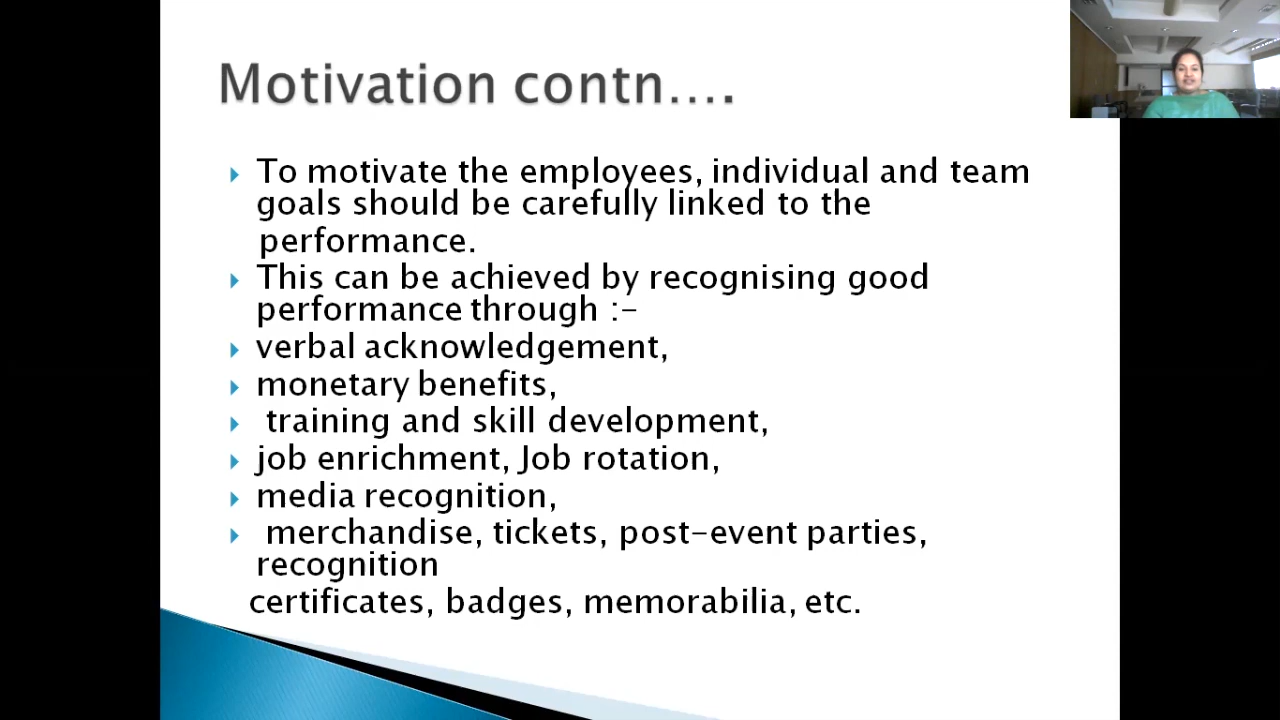 Motivation contn....
To motivate the employees, individual and team
goals should be carefully linked to the
performance.
This can be achieved by recognising good
performance through :-
verbal acknowledgement,
monetary benefits,
training and skill development,
job enrichment, Job rotation,
media recognition,
merchandise, tickets, post-event parties,
recognition
certificates, badges, memorabilia, etc.